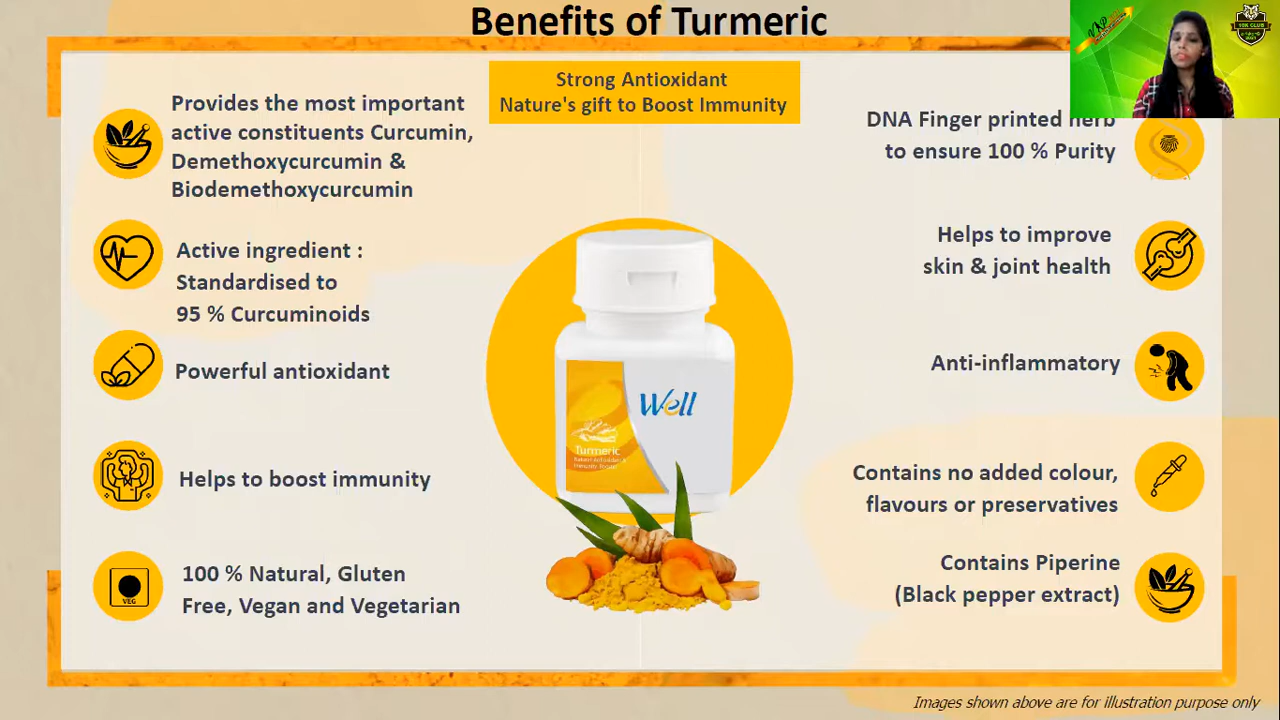 Benefits of Turmeric
Strong Antioxidant
Nature's gift to Boost Immunity
Provides the most important
active constituents Curcumin,
Demethoxycurcumin &
Biodemethoxycurcumin
Active ingredient :
Standardised to
95 % Curcuminoids
Powerful antioxidant
Helps to boost immunity
VEG
100 % Natural, Gluten
Free, Vegan and Vegetarian
Well
Turmeric
DNA Finger printed herb
to ensure 100 % Purity
Helps to improve
skin & joint health
Anti-inflammatory
Contains no added colour,
flavours or preservatives
Contains Piperine
(Black pepper extract)
Images shown above are for illustration purpose only